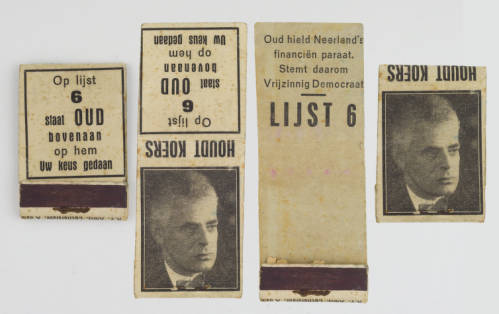 Op lijst
6
staat OUD
bovenaan
op hem
Uw keus gedaan
Op lijst
6
staat OUD
bovenaan
op hem
Uw keus gedaan
HOUDT KOERS
Oud hield Neerland's
financiën paraat.
Stemt daarom
Vrijzinnig Democraat
LIJST 6
HOUDT KOERS